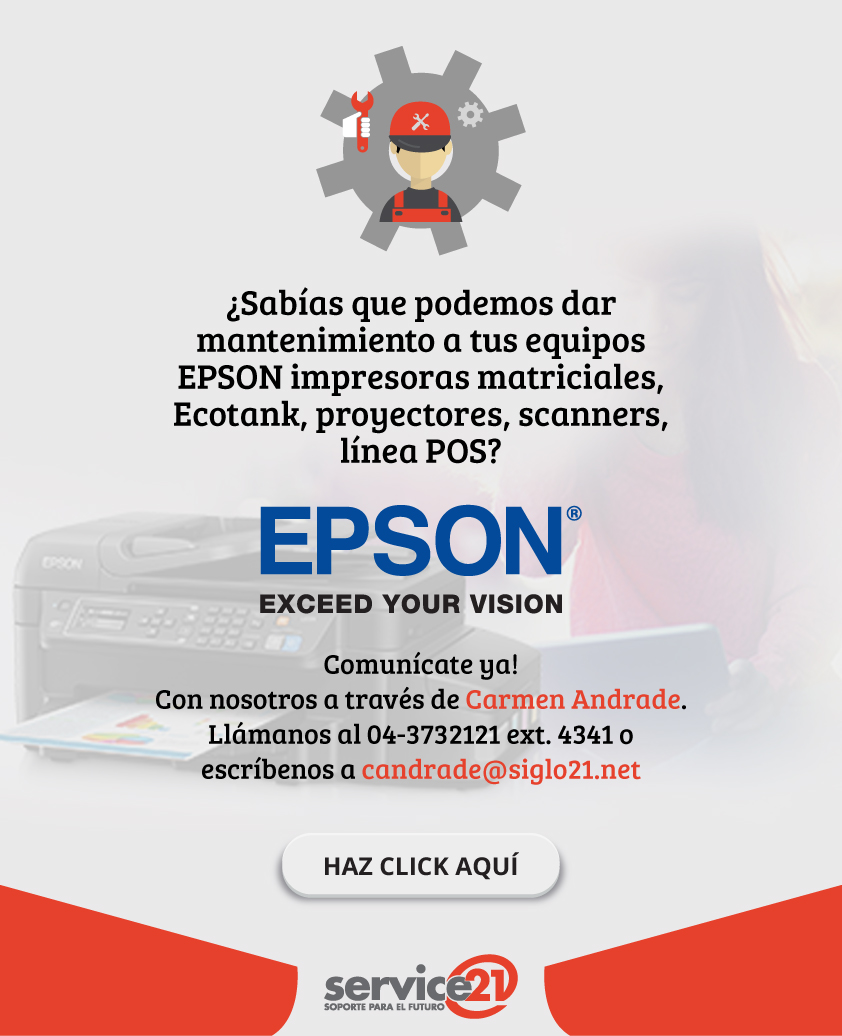 ¿Sabías que podemos dar
mantenimiento a tus equipos
EPSON impresoras matriciales,
Ecotank, proyectores, scanners,
línea POS?
EPSON®
EXCEED YOUR VISION
EPSON
Comunícate ya!
Con nosotros a través de Carmen Andrade.
Llámanos al 04-3732121 ext. 4341 o
escríbenos a candrade@siglo21.net
HAZ CLICK AQUÍ
service21
SOPORTE PARA EL FUTURO